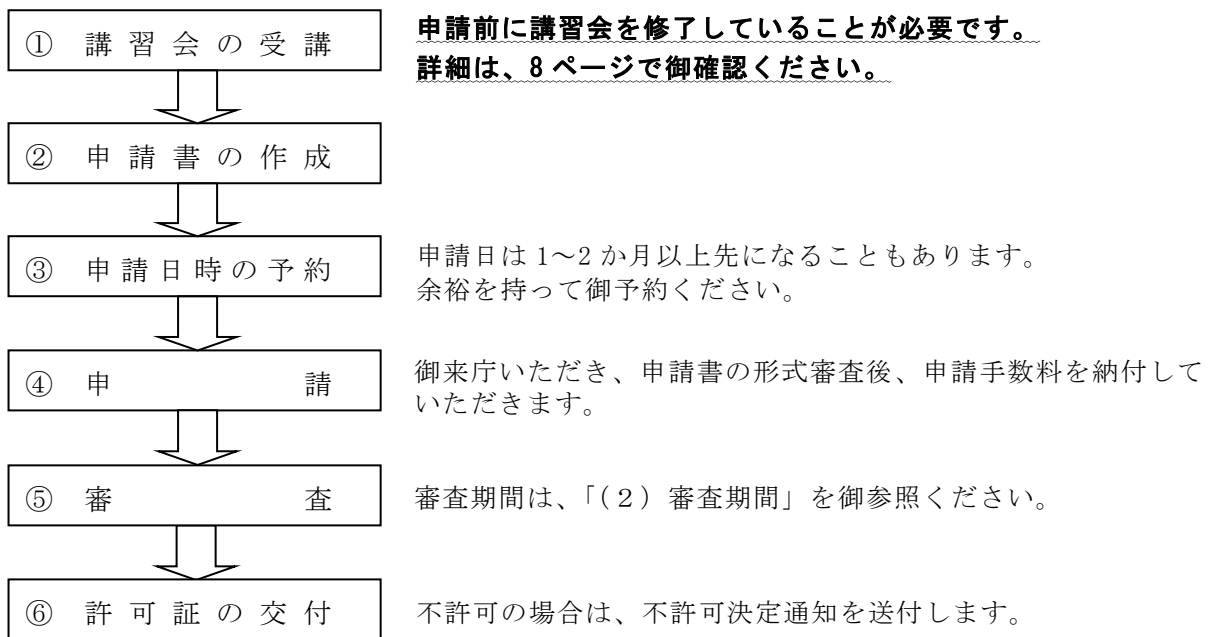 ① 講習会の受講
申請前に講習会を修了していることが必要です。
詳細は、8ページで御確認ください。
② 申請書の作成
③ 申請日時の予約
申請日は1～2か月以上先になることもあります。
余裕を持って御予約ください。
④ 申請
御来庁いただき、申請書の形式審査後、申請手数料を納付して
いただきます。
⑤ 審査
審査期間は、「(2) 審査期間」を御参照ください。
⑥ 許可証の交付
不許可の場合は、不許可決定通知を送付します。